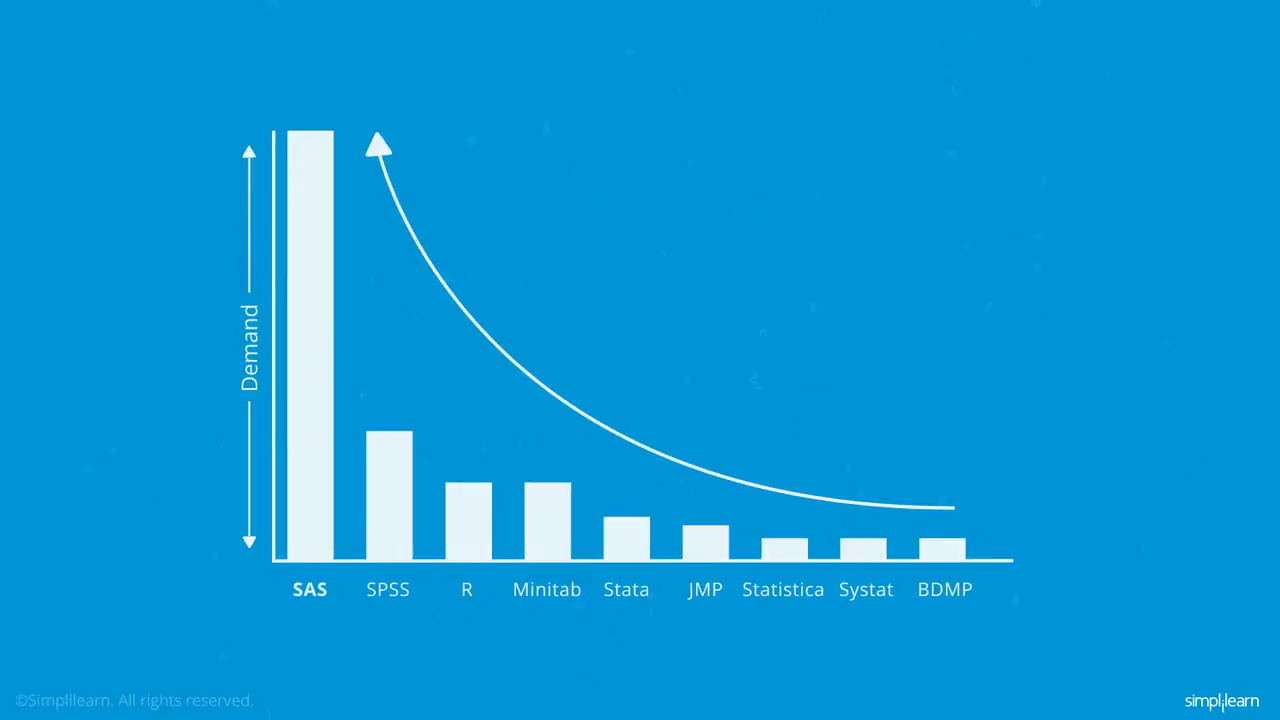 Demand
SAS SPSS R Minitab Stata JMP Statistica Systat BDMP
©Simplilearn. All rights reserved.
simplilearn